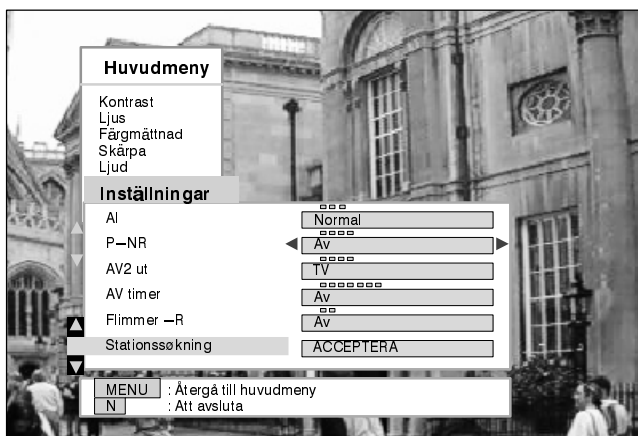 Huvudmeny
Kontrast
Ljus
Färgmättnad
Skärpa
Ljud
Inställningar
AI Normal
P–NR Av
AV2 ut TV
AV timer Av
Flimmer –R Av
Stationssøkning ACCEPTERA
MENU : Återgå till huvudmeny
N : Att avsluta